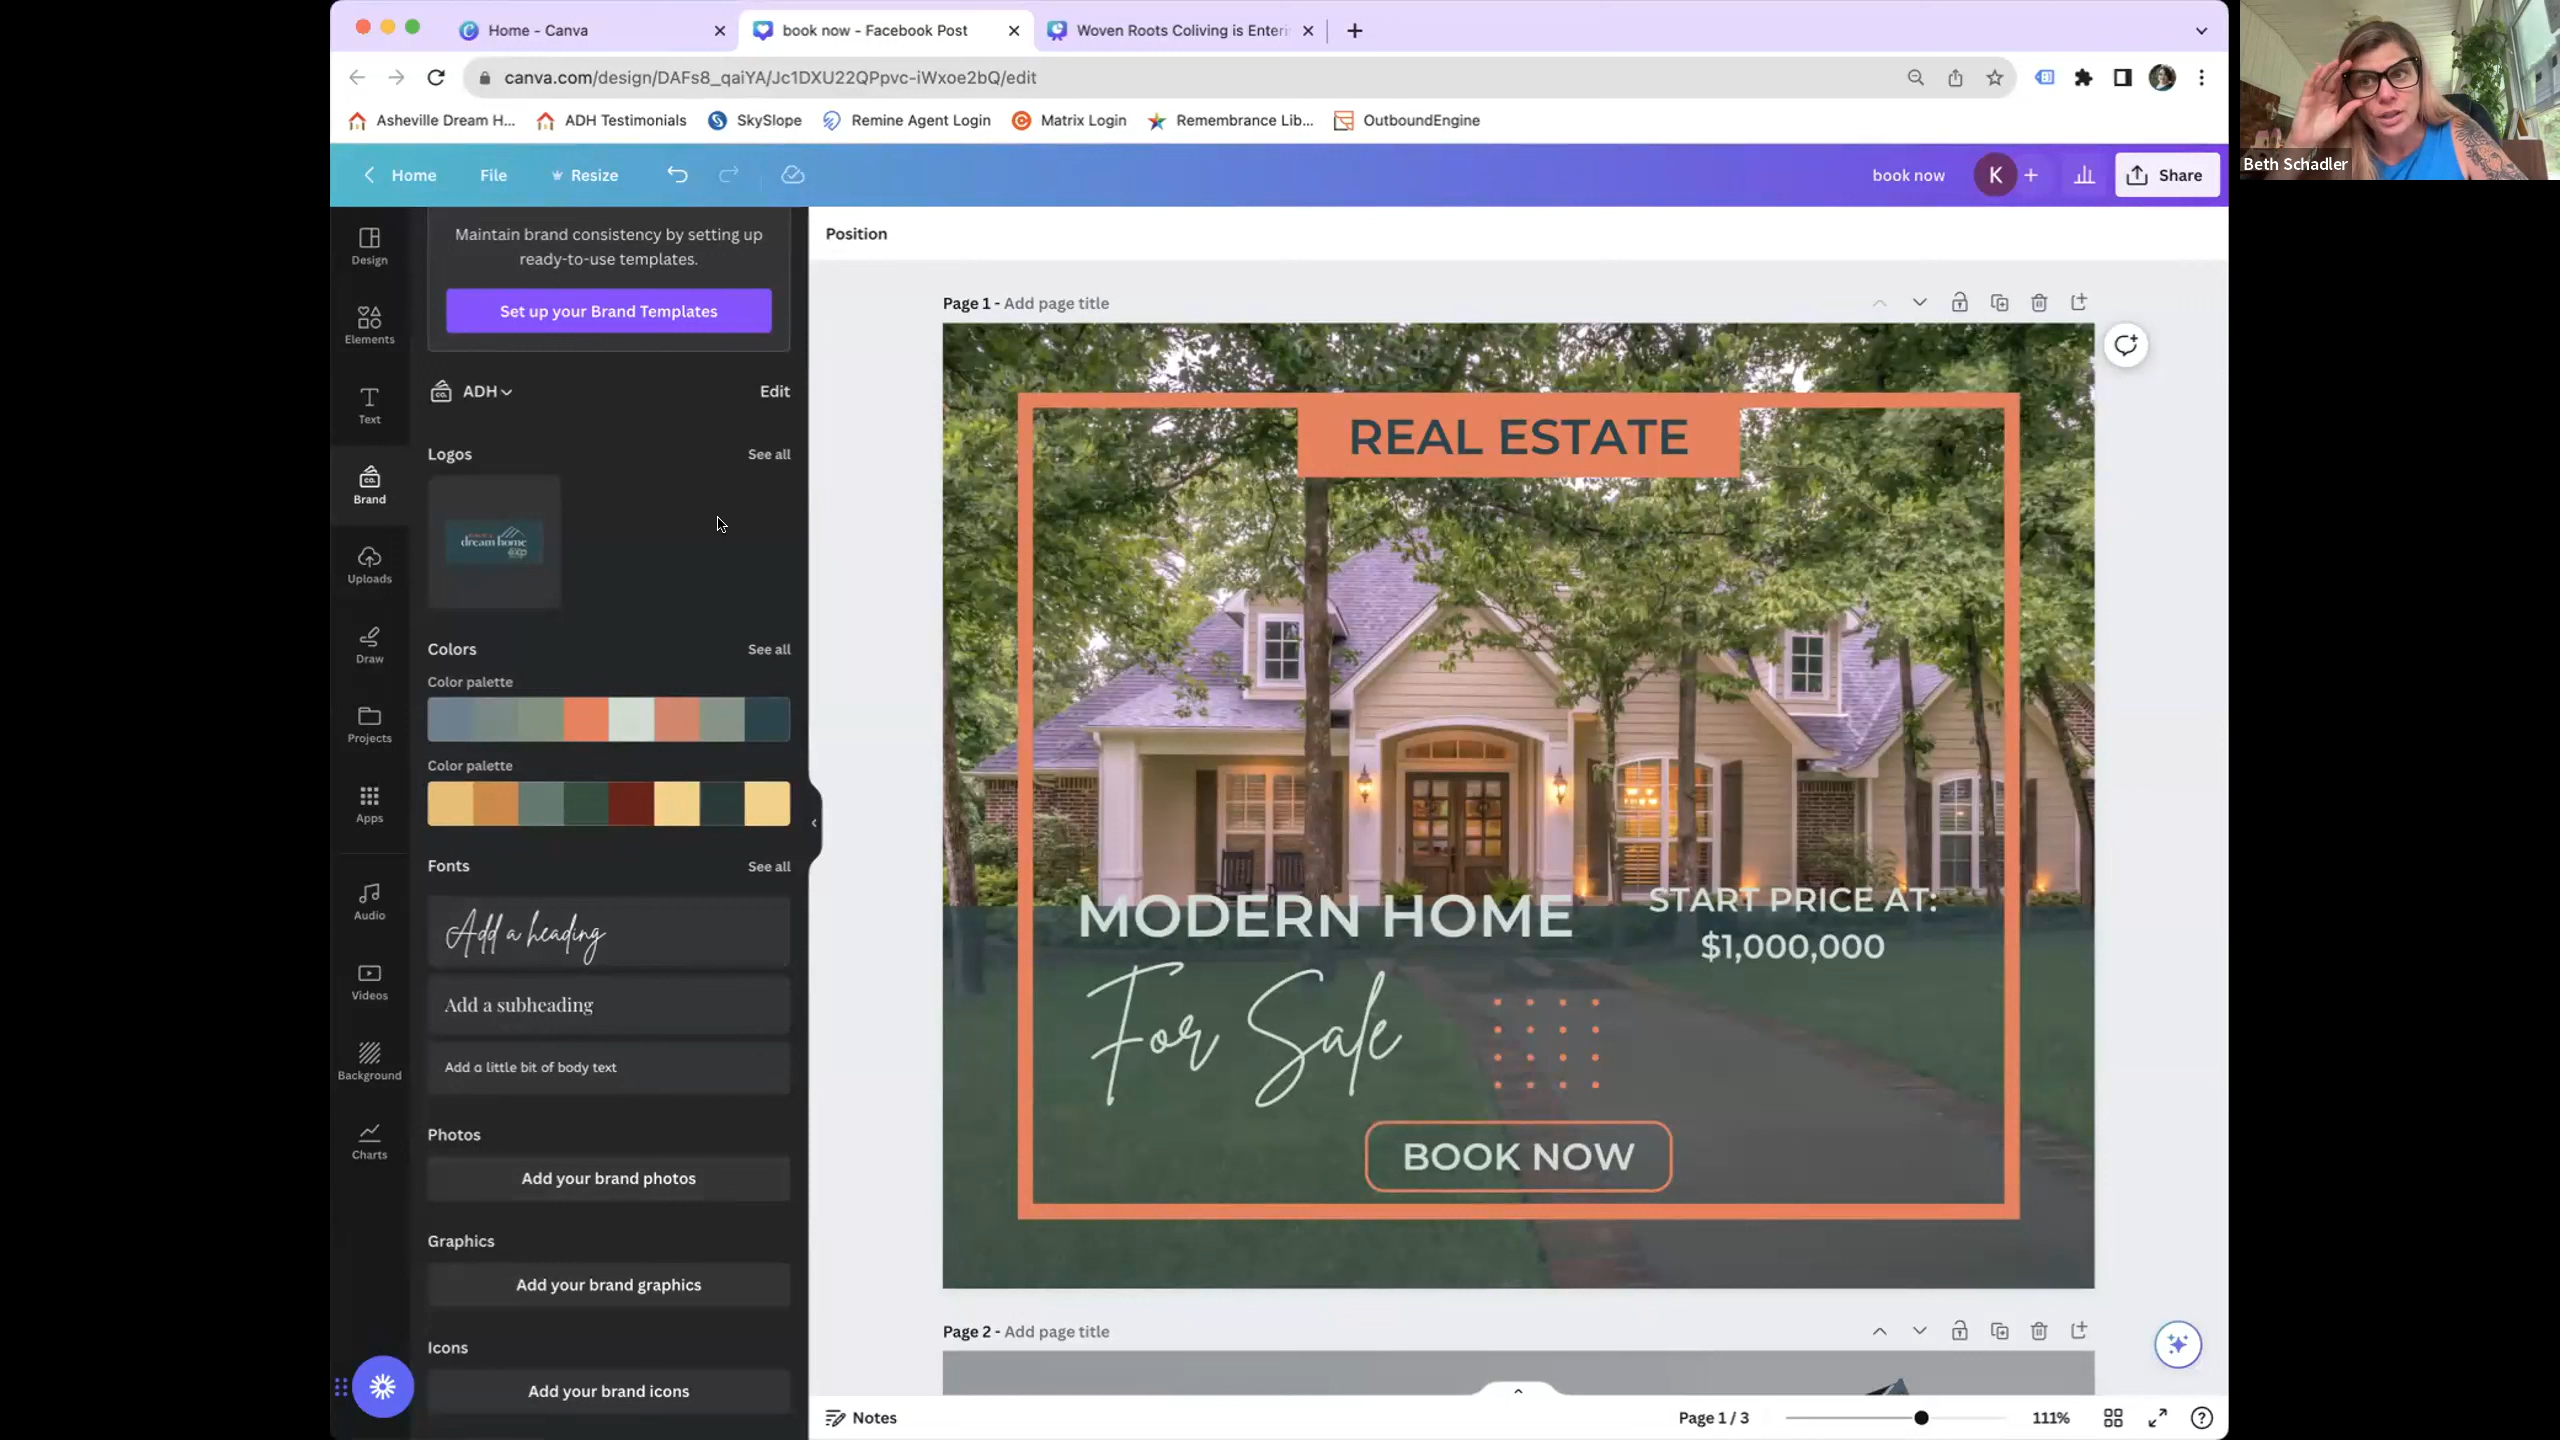 Home - Canva
book now - Facebook Post
Woven Roots Coliving is Enteri
canva.com/design/DAFs8_qaiYA/Jc1DXU22QPpvc-iWxoe2bQ/edit
Asheville Dream H...
ADH Testimonials
SkySlope
Remine Agent Login
Matrix Login
Remembrance Lib...
OutboundEngine
Beth Schadler
Home
File
Resize
book now
K
Share
Design
Elements
Text
Brand
Uploads
Draw
Projects
Apps
Audio
Videos
Background
Charts
Maintain brand consistency by setting up
ready-to-use templates.
Set up your Brand Templates
ADH
Edit
Logos
See all
dream home
exp
Colors
See all
Color palette
Color palette
Fonts
See all
Add a heading
Add a subheading
Add a little bit of body text
Photos
Add your brand photos
Graphics
Add your brand graphics
Icons
Add your brand icons
Position
Page 1 - Add page title
REAL ESTATE
MODERN HOME
For Sale
START PRICE AT:
$1,000,000
BOOK NOW
Page 2 - Add page title
Notes
Page 1 / 3
111%